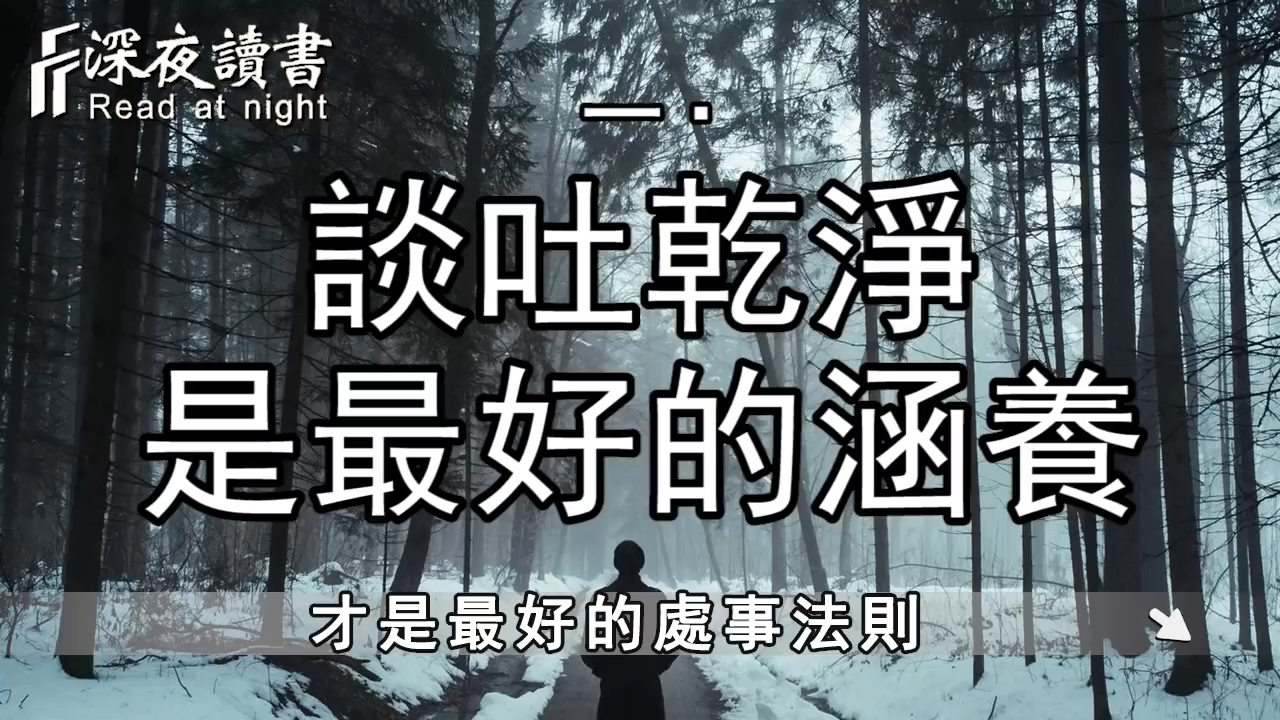 深夜讀書
Read at night
一.
談吐乾淨
是最好的涵養
才是最好的處事法則